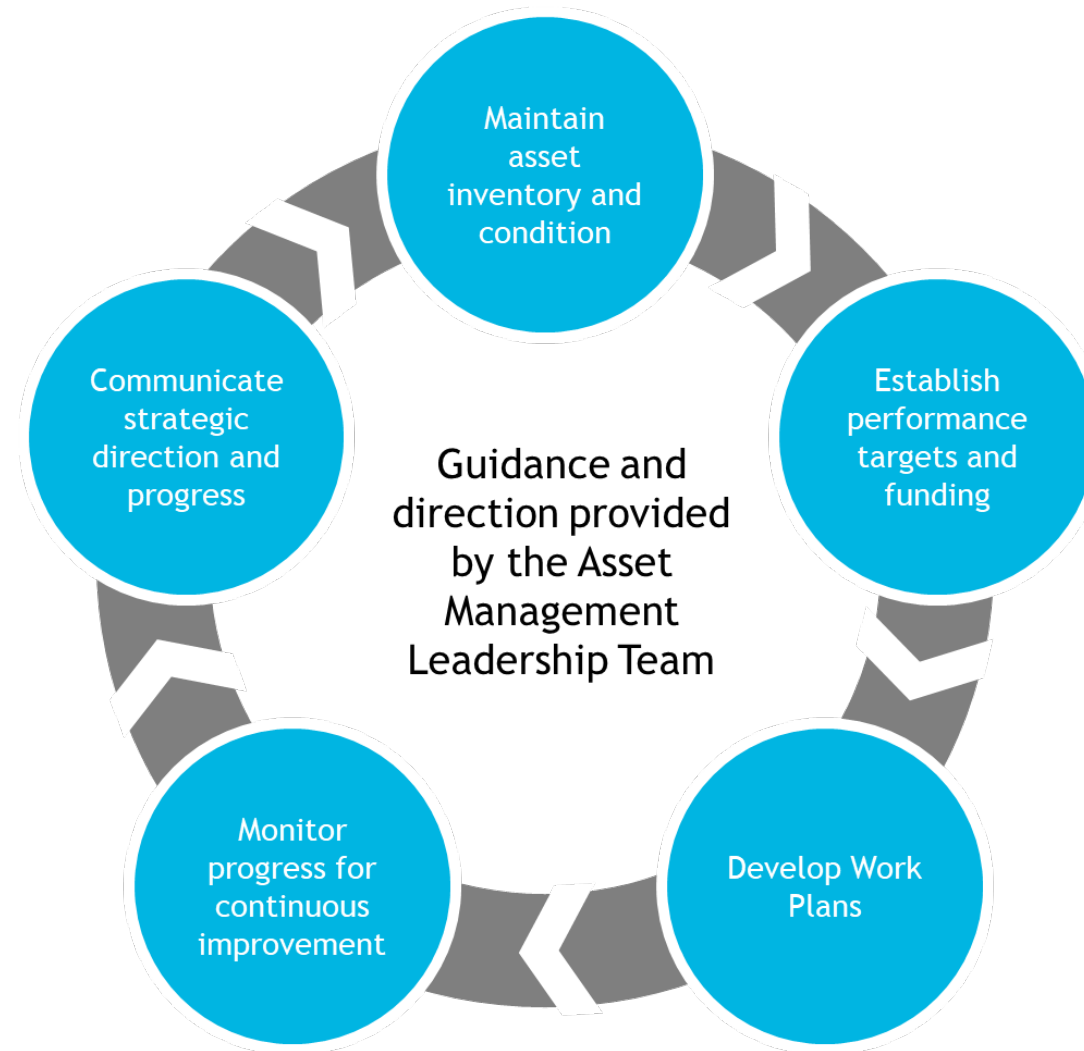 Maintain
asset
inventory and
condition
Establish
performance
targets and
funding
Develop Work
Plans
Monitor
progress for
continuous
improvement
Communicate
strategic
direction and
progress
Guidance and
direction provided
by the Asset
Management
Leadership Team